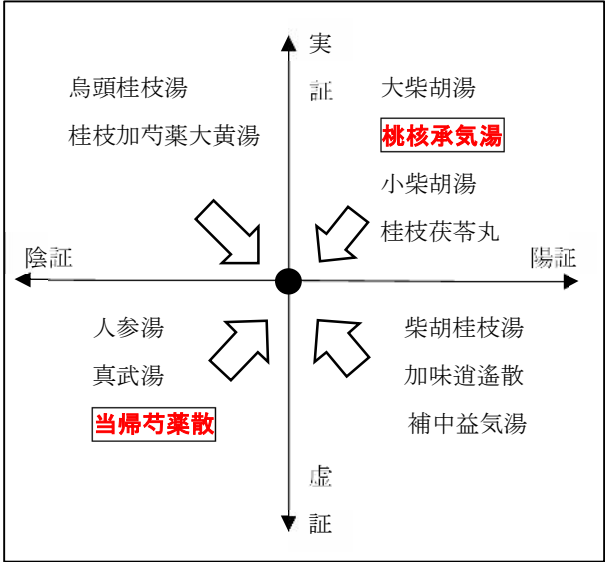 実
証
烏頭桂枝湯
桂枝加芍薬大黄湯
大柴胡湯
桃核承気湯
小柴胡湯
桂枝茯苓丸
陰証
陽証
人参湯
真武湯
当帰芍薬散
柴胡桂枝湯
加味逍遙散
補中益気湯
虚
証